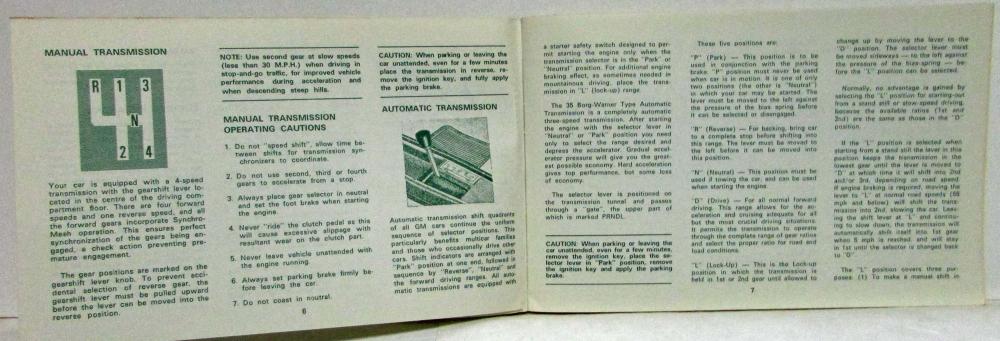 MANUAL TRANSMISSION
R 1 3
N
2 4
Your car is equipped with a 4-speed
transmission with the gearshift lever lo-
cated in the centre of the driving com-
partment floor. There are four forward
speeds and one reverse speed, and all
the forward gears incorporate Synchro-
Mesh operation. This ensures perfect
synchronization of the gears being en-
gaged, a check action preventing pre-
mature engagement.
The gear positions are marked on the
gearshift lever knob. To prevent acci-
dental selection of reverse gear, the
gearshift lever must be pulled upward
before the lever can be moved into the
reverse position.
NOTE: Use second gear at slow speeds
(less than 30 M.P.H.) when driving in
stop-and-go traffic, for improved vehicle
performance during acceleration and
when descending steep hills.
MANUAL TRANSMISSION
OPERATING CAUTIONS
1. Do not "speed shift", allow time be-
tween shifts for transmission syn-
chronizers to coordinate.
2. Do not use second, third or fourth
gears to accelerate from a stop.
3. Always place gear selector in neutral
and set the foot brake when starting
the engine.
4. Never "ride" the clutch pedal as this
will cause excessive slippage with
resultant wear on the clutch part.
5. Never leave vehicle unattended with
the engine running.
6. Always set parking brake firmly be-
fore leaving the car.
7. Do not coast in neutral.
6
CAUTION: When parking or leaving the
car unattended, even for a few minutes
place the transmission in reverse, re-
move the ignition key, and fully apply
the parking brake.
AUTOMATIC TRANSMISSION
Automatic transmission shift quadrants
of all GM cars continue the uniform
sequence of selector positions. This
particularly benefits multicar families
and those who occasionally drive other
cars. Shift indicators are arranged with
"Park" position at one end, followed in
sequence by "Reverse", "Neutral" and
the forward driving ranges. All auto-
matic transmissions are equipped with
a starter safety switch designed to per-
mit starting the engine only when the
transmission selector is in the "Park" or
"Neutral" position. For additional engine
braking effect, as sometimes needed in
mountainous driving, place the trans-
mission in "L" (lock-up) range.
The 35 Borg-Warner Type Automatic
Transmission is a completely automatic
three-speed transmission. After starting
the engine with the selector lever in
"Neutral" or "Park" position you need
only to select the range desired and
depress the accelerator. Gradual accel-
erator pressure will give you the great-
est possible economy. Hard acceleration
gives top performance, but some loss
of economy.
The selector lever is positioned on
the transmission tunnel and passes
through a "gate", the upper part of
which is marked PRNDL.
CAUTION: When parking or leaving the
car unattended, even for a few minutes,
remove the ignition key, place the se-
lector lever in "Park" position, remove
the ignition key and apply the parking
brake.
These five positions are:
"P" (Park) — This position is to be
used in conjunction with the parking
brake. "P" position must never be used
when car is in motion. It is one of only
two positions (the other is "Neutral")
in which your car may be started. The
lever must be moved to the left against
the pressure of the bias spring before
it can be selected or disengaged.
"R" (Reverse) — For backing, bring car
to a complete stop before shifting into
this range. The lever must be moved to
the left before it can be moved into
this position.
"N" (Neutral) — This position must be
used if towing the car, and can be used
when starting the engine.
"D" (Drive) — For all normal forward
driving. This range allows for the ac-
celeration and cruising adequate for all
but the most crucial driving situations.
It permits the transmission to operate
through the complete range of gear ratios
and select the proper ratio for road and
load conditions.
"L" (Lock-Up) — This is the Lock-up
position in which the transmission is
held in 1st or 2nd gear until allowed to
7
change up by moving the lever to the
"D" position. The selector lever must
be moved sideways — to the left against
the pressure of the bias-spring — be-
fore the "L" position can be selected.
Normally, no advantage is gained by
selecting the "L" position for starting-out
from a stand still or slow-speed driving,
because the available ratios (1st and
2nd) are the same as those in the "D"
position.
If the "L" position is selected when
starting from a stand still the lever in this
position keeps the transmission in the
lowest gear until the lever is moved to
"D" at which time it will shift into 2nd
and/or 3rd, depending on road speed.
If engine braking is required, moving the
lever to "L" at normal road speeds (55
mph and below) will shift the trans-
mission into 2nd, slowing the car. Leav-
ing the shift lever at "L" and continu-
ing to slow down, the transmission will
automatically shift itself into 1st gear
when 5 mph is reached and will stay
in 1st until the selector is changed back
to "D"
The "L" position covers three pur-
poses: (1) To make a manual shift in